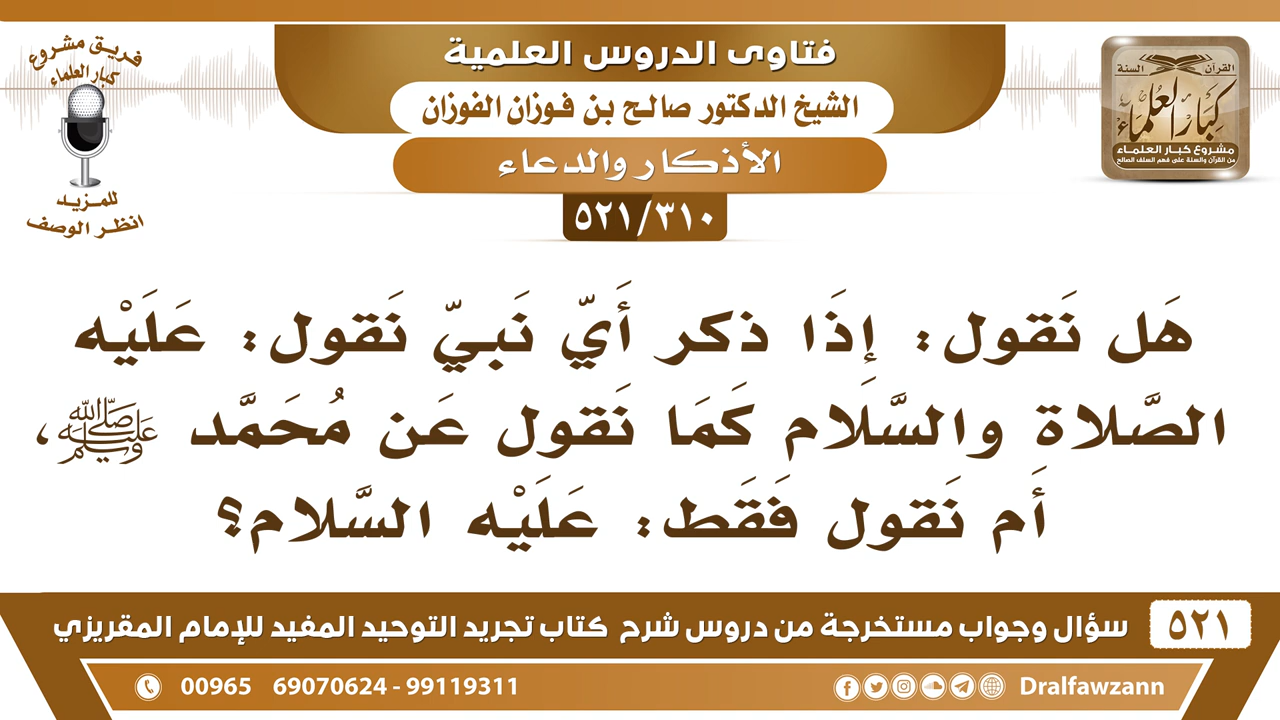 فتاوى الدروس العلمية
الشيخ الدكتور صالح بن فوزان الفوزان
الأذكار والدعاء
٥٢١/٣١٠
القرآن السنة
كبار العلماء
مشروع كبار العلماء
من القرآن والسنة على فهم السلف الصالح
فريق مشروع
كبار العلماء
للمزيد
انظر الوصف
هَل نَقول: إِذَا ذكر أَيّ نَبيّ نَقول: عَلَيْه
الصَّلاة والسَّلَام كَمَا نَقول عَن مُحَمَّد ﷺ،
أَم نَقول فَقَط: عَلَيْه السَّلام؟
٥٢١ سؤال وجواب مستخرجة من دروس شرح كتاب تجريد التوحيد المفيد للإمام المقريزي
00965 69070624 - 99119311
Dralfawzann